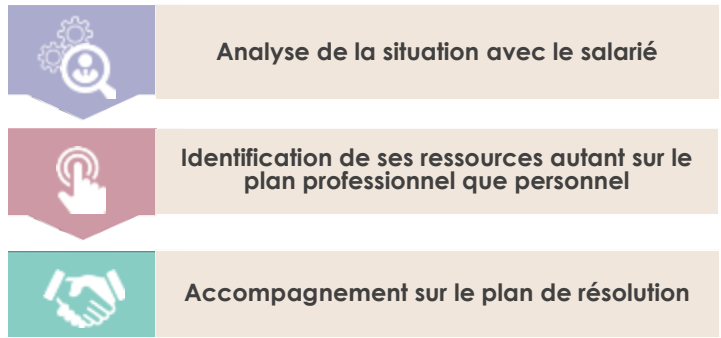 Analyse de la situation avec le salarié
Identification de ses ressources autant sur le
plan professionnel que personnel
Accompagnement sur le plan de résolution